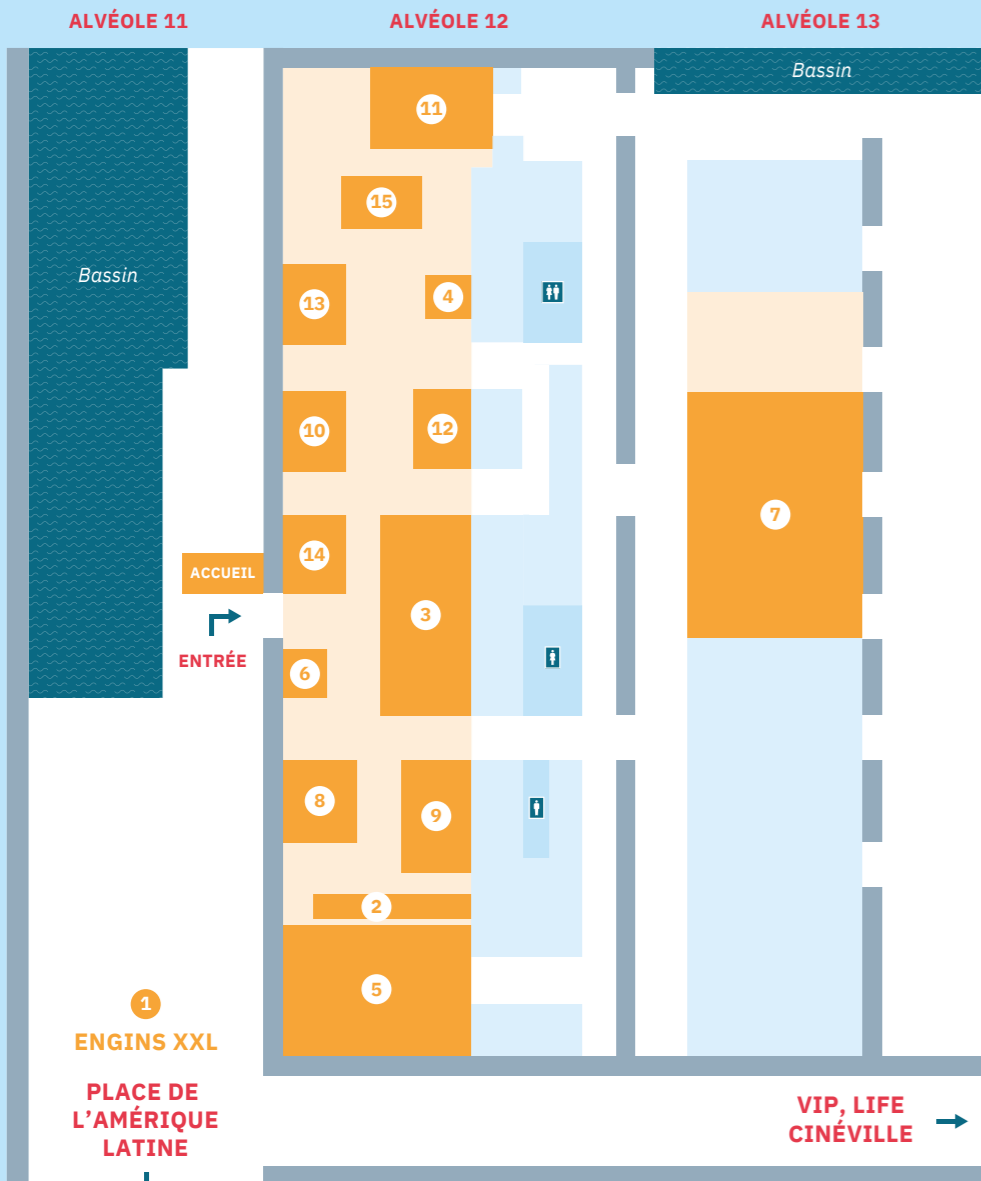 ALVÉOLE 11
ALVÉOLE 12
ALVÉOLE 13
Bassin
11
15
Bassin
13
4
10
12
7
14
ACCUEIL
3
ENTRÉE
6
8
9
2
5
1
ENGINS XXL
PLACE DE
L'AMÉRIQUE
LATINE
VIP, LIFE
CINÉVILLE